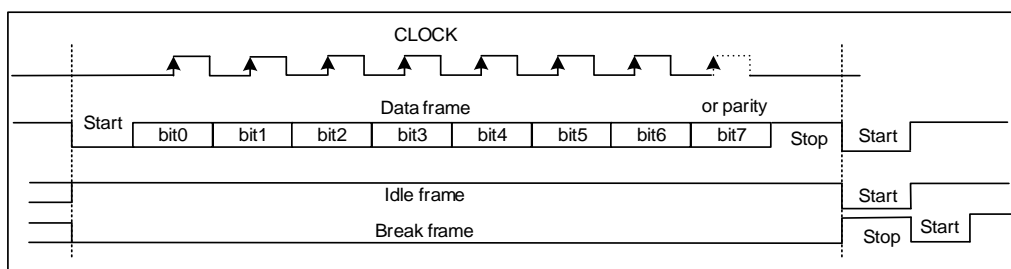 CLOCK
Data frame
or parity
Start bit0 bit1 bit2 bit3 bit4 bit5 bit6 bit7 Stop Start
Idle frame Start
Break frame Stop Start